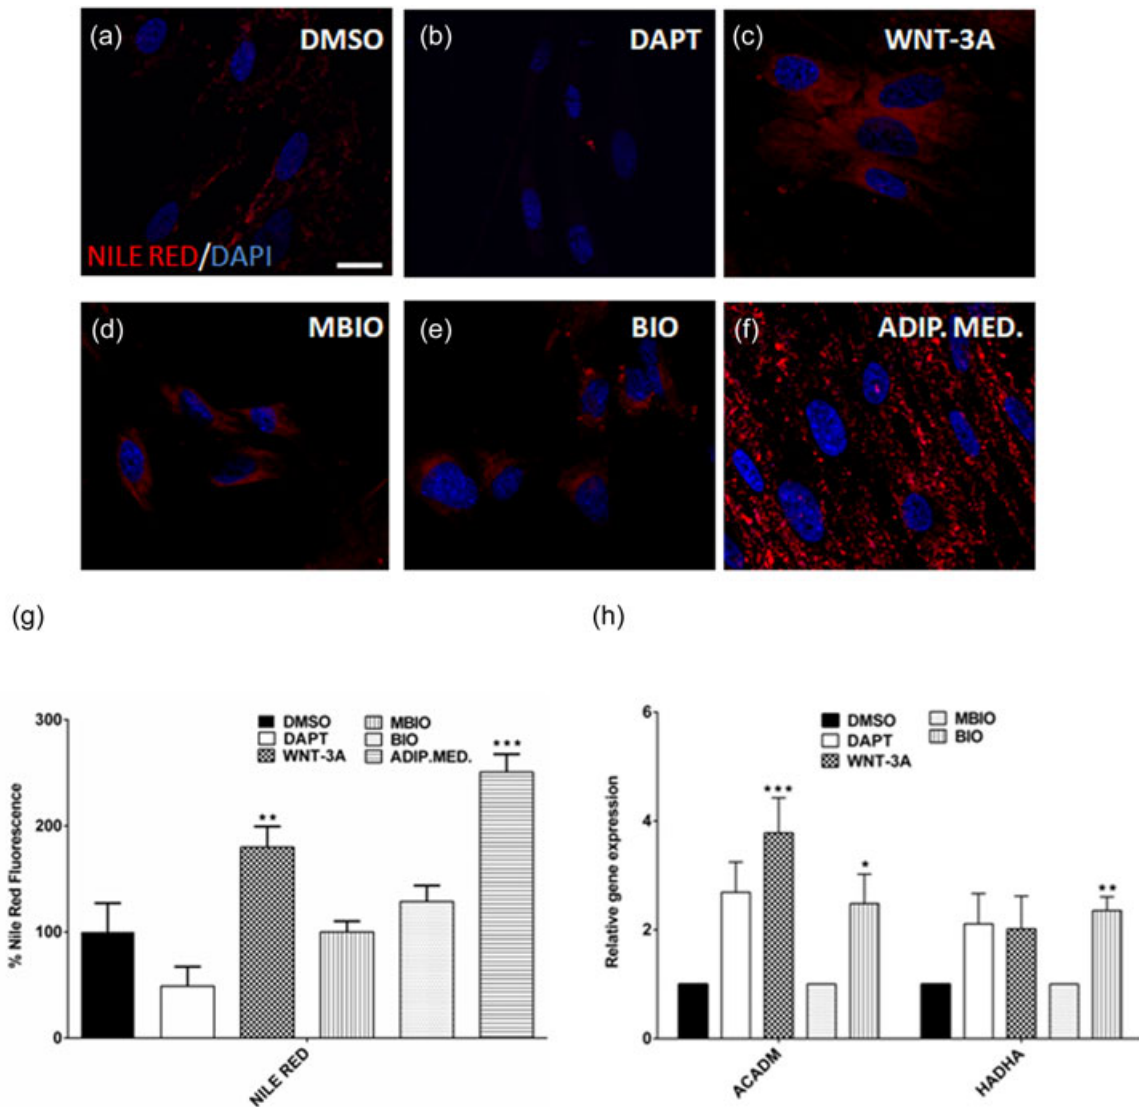 (a) DMSO
(b) DAPT
(c) WNT-3A
NILE RED/DAPI
(d) MBIO
(e) BIO
(f) ADIP. MED.
(g)
(h)
% Nile Red Fluorescence
300
200
100
0
DMSO
DAPT
WNT-3A
MBIO
BIO
ADIP.MED.
**
***
NILE RED
Relative gene expression
6
4
2
0
DMSO
DAPT
WNT-3A
MBIO
BIO
***
*
**
ACADM
HADHA